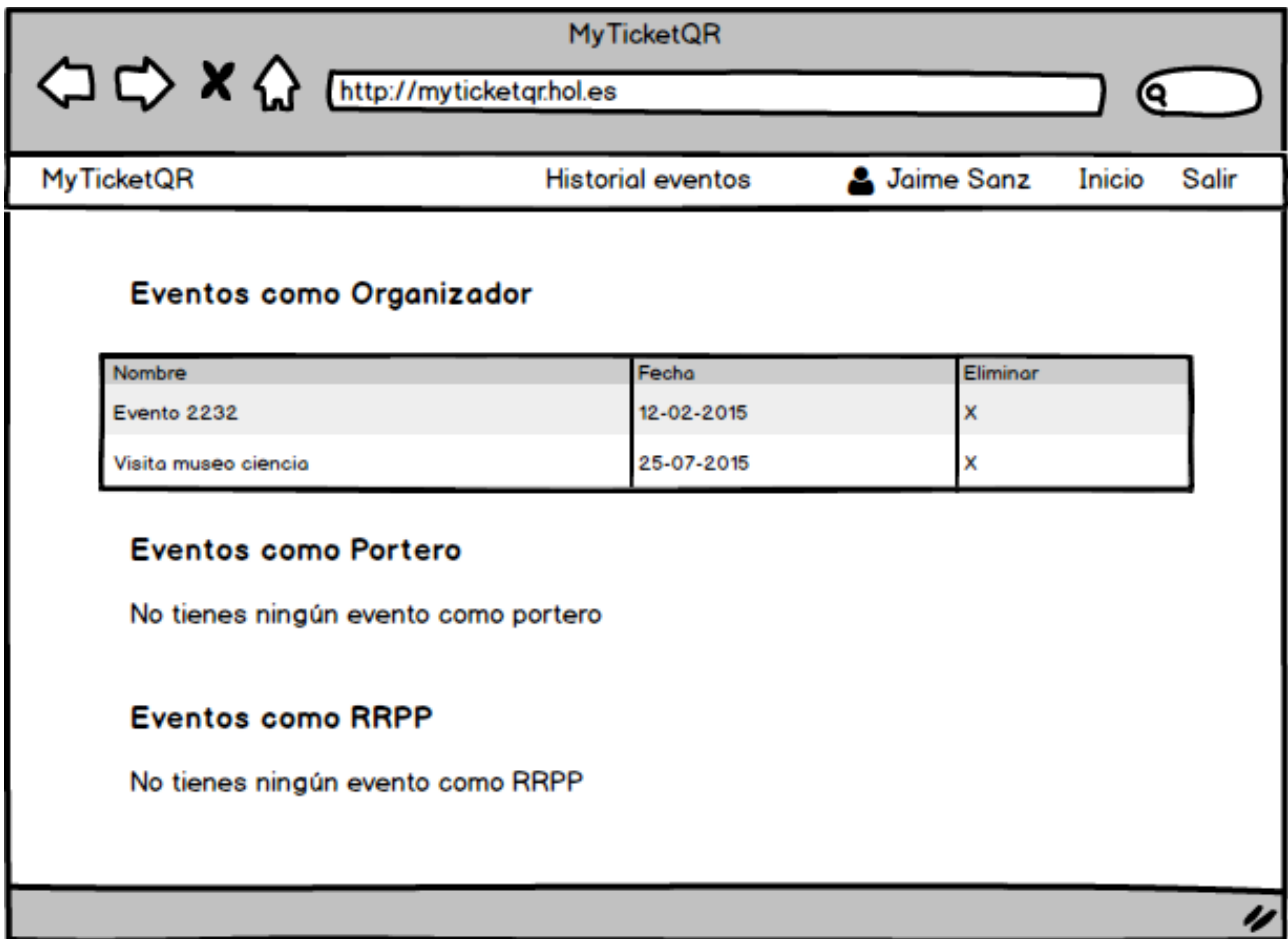 MyTicketQR
http://myticketqr.hol.es
MyTicketQR Historial eventos Jaime Sanz Inicio Salir
Eventos como Organizador
Nombre Fecha Eliminar
Evento 2232 12-02-2015 X
Visita museo ciencia 25-07-2015 X
Eventos como Portero
No tienes ningún evento como portero
Eventos como RRPP
No tienes ningún evento como RRPP